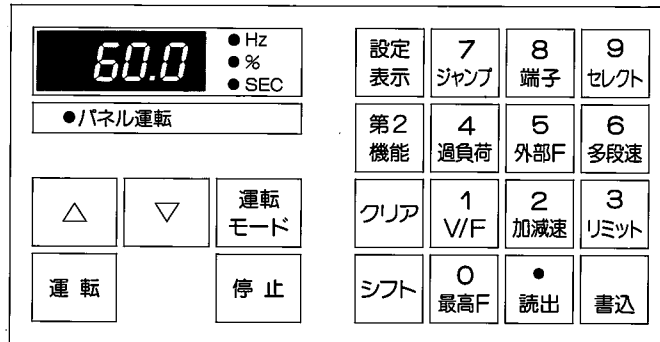 60.0
●Hz
●%
●SEC
●パネル運転
△
▽
運転
モード
運転
停止
設定
表示
7
ジャンプ
8
端子
9
セレクト
第2
機能
4
過負荷
5
外部F
6
多段速
クリア
1
V/F
2
加減速
3
リミット
シフト
0
最高F
●
読出
書込